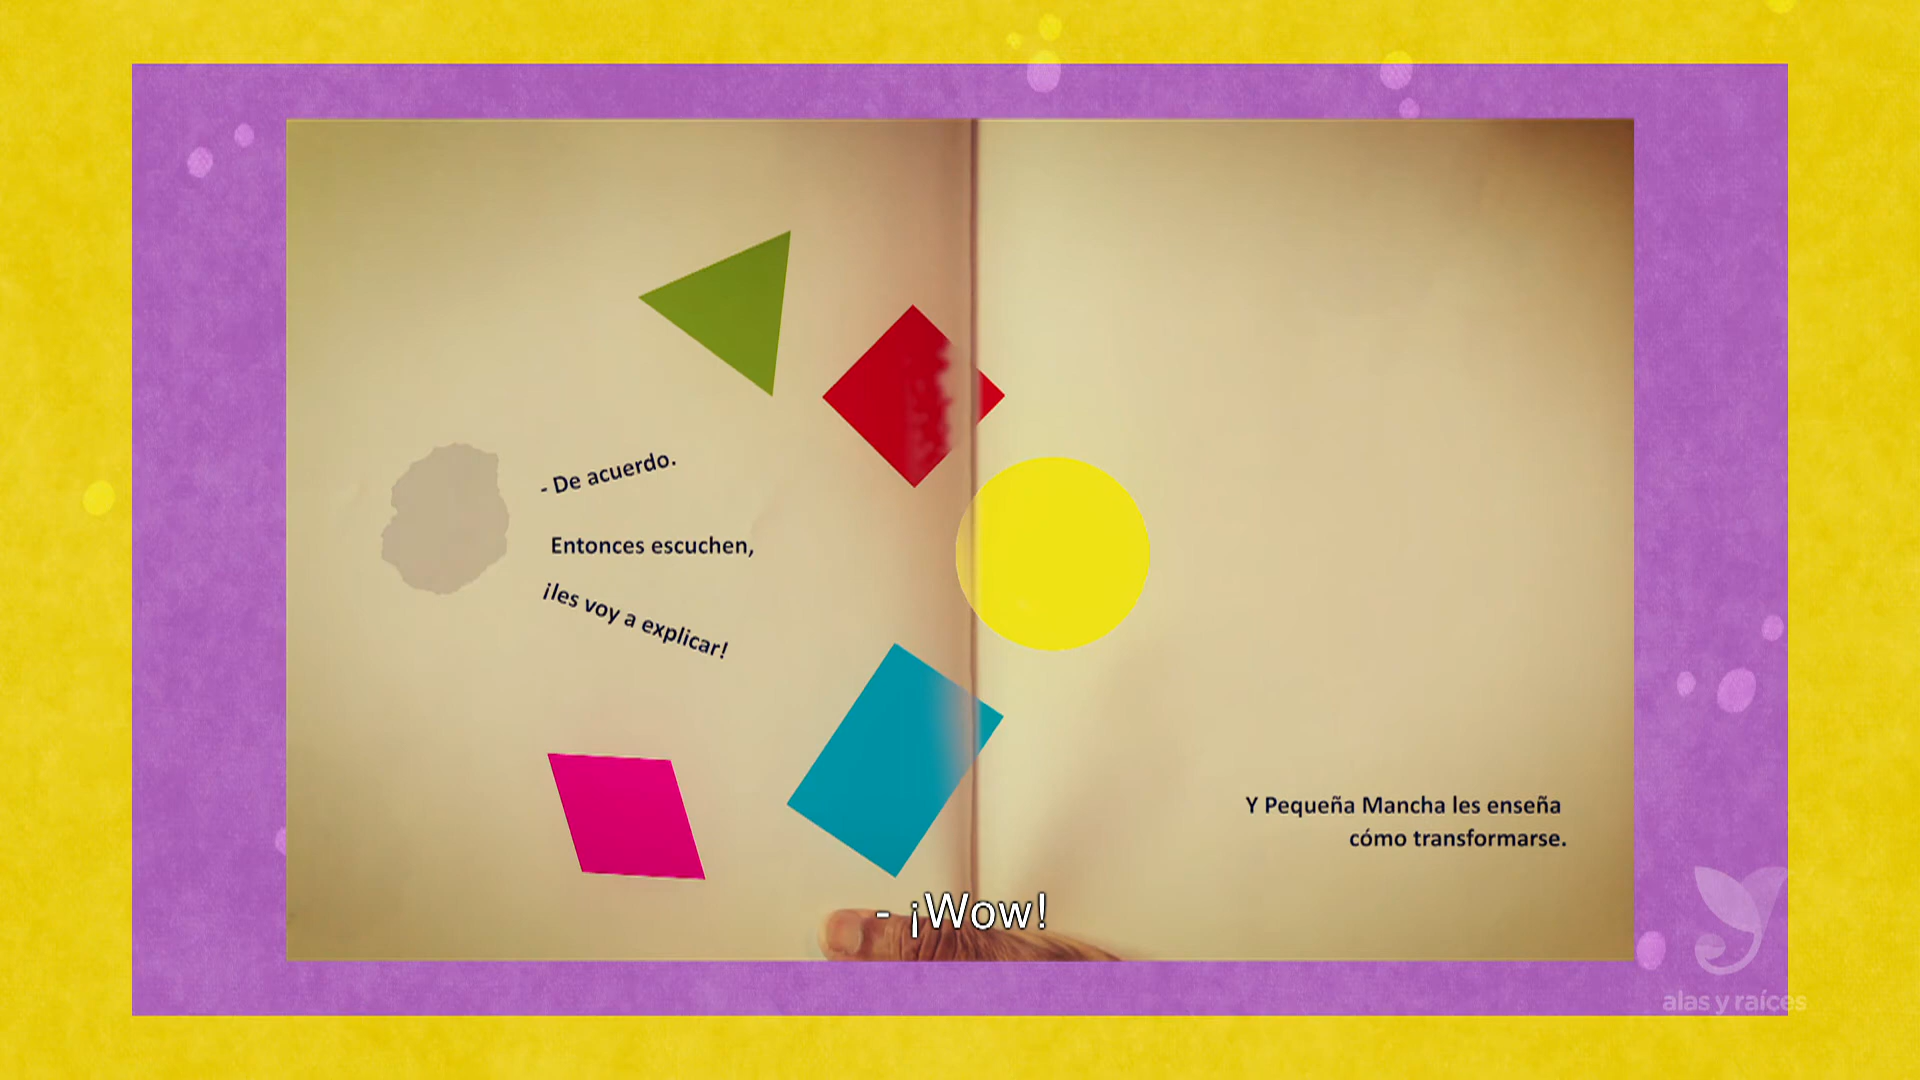 - De acuerdo.
Entonces escuchen,
¡les voy a explicar!
Y Pequeña Mancha les enseña
cómo transformarse.
- ¡Wow!
alas y raíces